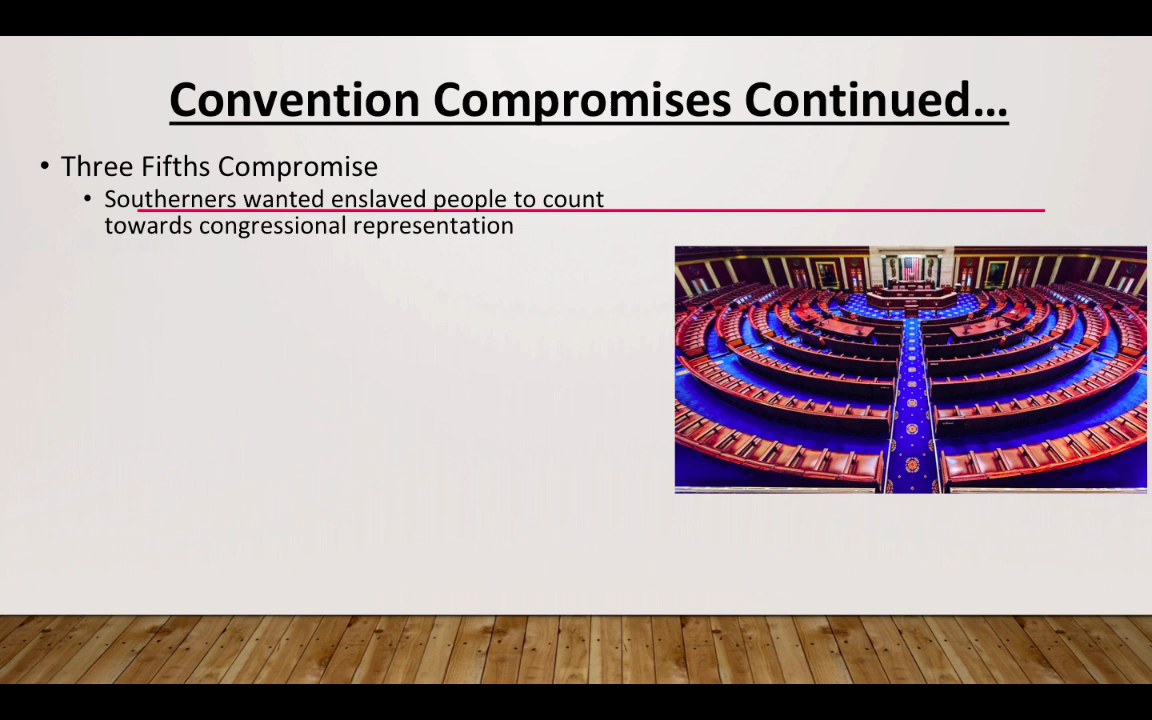 Convention Compromises Continued…
• Three Fifths Compromise
• Southerners wanted enslaved people to count
towards congressional representation